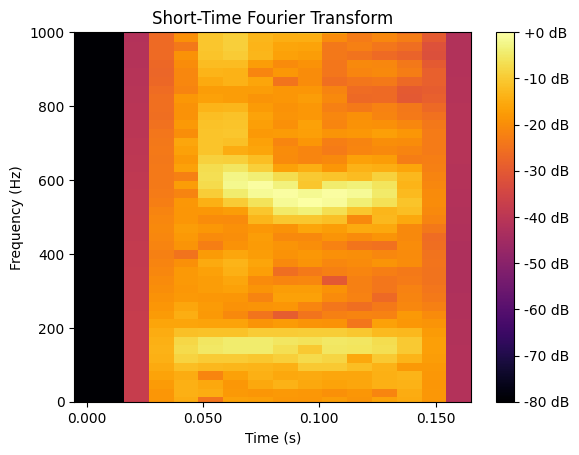 Short-Time Fourier Transform
1000
800
600
400
200
0
Frequency (Hz)
0.000
0.050
0.100
0.150
Time (s)
+0 dB
-10 dB
-20 dB
-30 dB
-40 dB
-50 dB
-60 dB
-70 dB
-80 dB